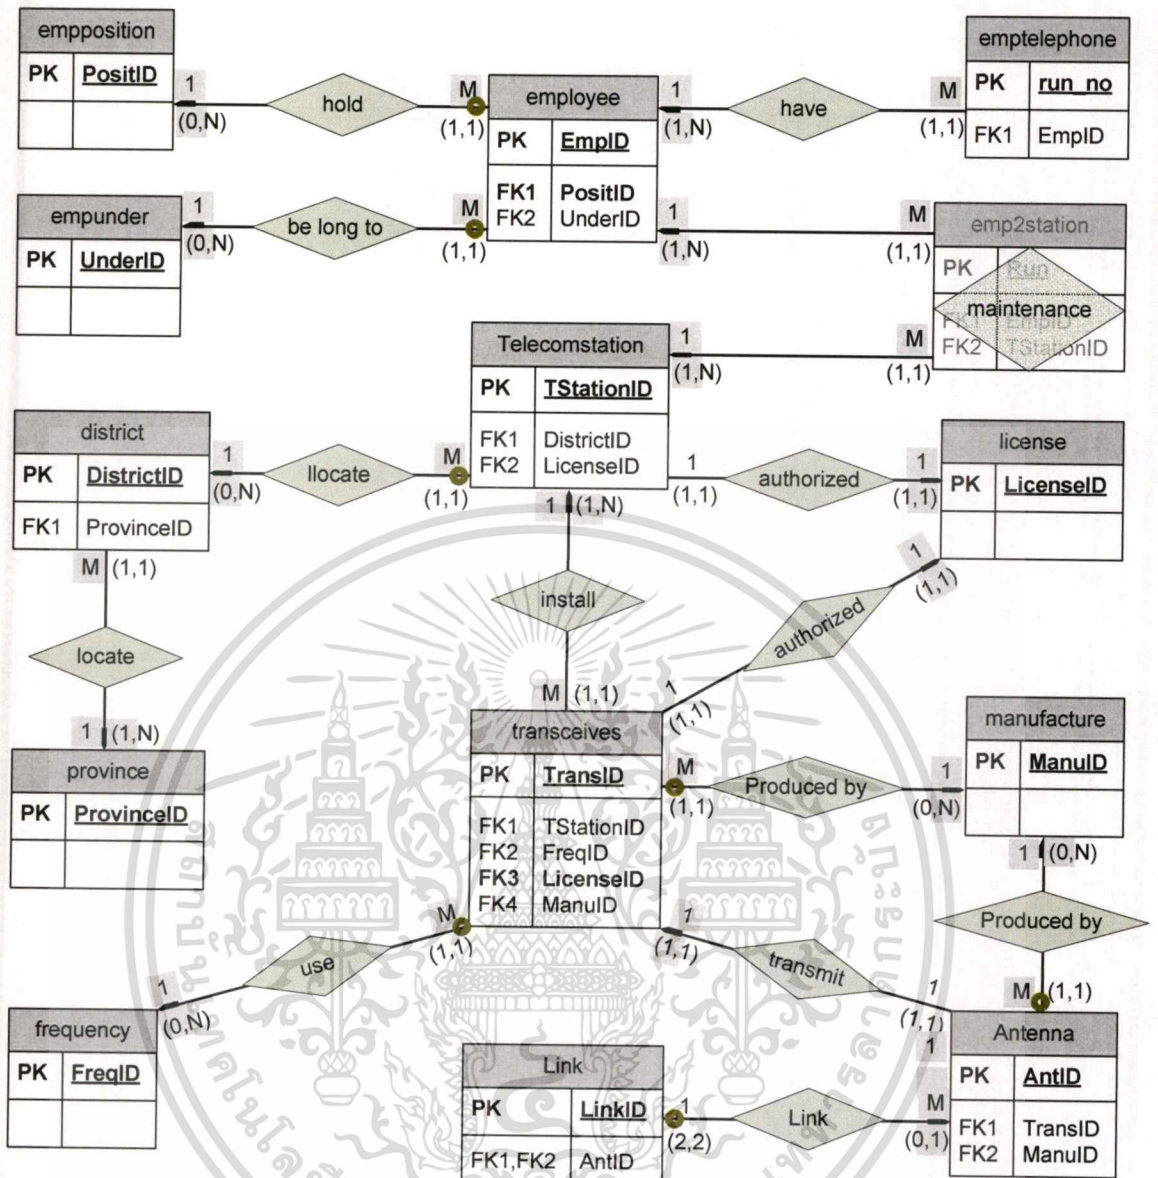 empposition
PK PosItID
1
(0,N)
hold
M
(1,1)
employee
PK EmpID
FK1 PositID
FK2 UnderID
1
(1,N)
have
M
(1,1)
emptelephone
PK run_no
FK1 EmpID
empunder
PK UnderID
1
(0,N)
be long to
M
(1,1)
1
(1,N)
M
(1,1)
emp2station
PK Run
maintenance
FK1 EmpID
FK2 TStationID
Telecomstation
PK TStationID
FK1 DistrictID
FK2 LicenseID
1
(1,N)
M
(1,1)
district
PK DistrictID
FK1 ProvinceID
1
(0,N)
llocate
M
(1,1)
1
(1,1)
authorized
1
(1,1)
license
PK LicenseID
M (1,1)
locate
1 (1,N)
province
PK ProvinceID
1 (1,N)
install
M (1,1)
1
(1,1)
authorized
1
(1,1)
transceives
PK TransID
FK1 TStationID
FK2 FreqID
FK3 LicenseID
FK4 ManuID
M
(1,1)
Produced by
1
(0,N)
manufacture
PK ManuID
1 (0,N)
Produced by
M (1,1)
M
(1,1)
use
1
(0,N)
frequency
PK FreqID
1
(1,1)
transmit
1
(1,1)
Antenna
PK AntID
FK1 TransID
FK2 ManuID
Link
PK LinkID
FK1,FK2 AntID
1
(2,2)
Link
1
M
(0,1)